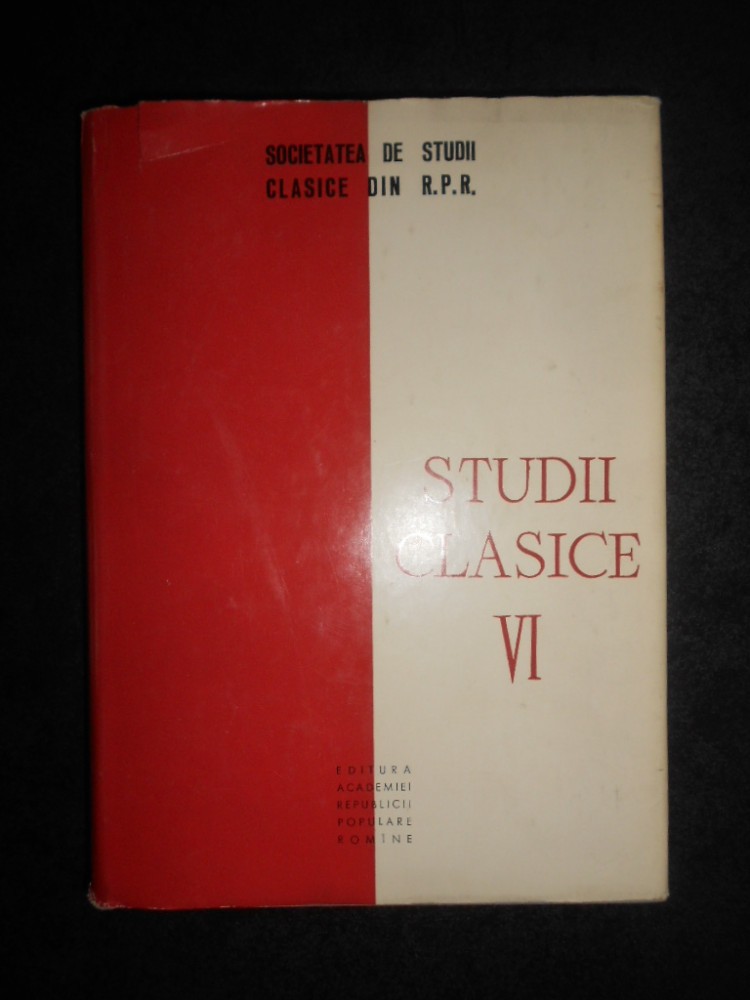 SOCIETATEA DE STUDII
CLASICE DIN R.P.R.
STUDII
CLASICE
VI
EDITURA
ACADEMIEI
REPUBLICII
POPULARE
ROMÎNE